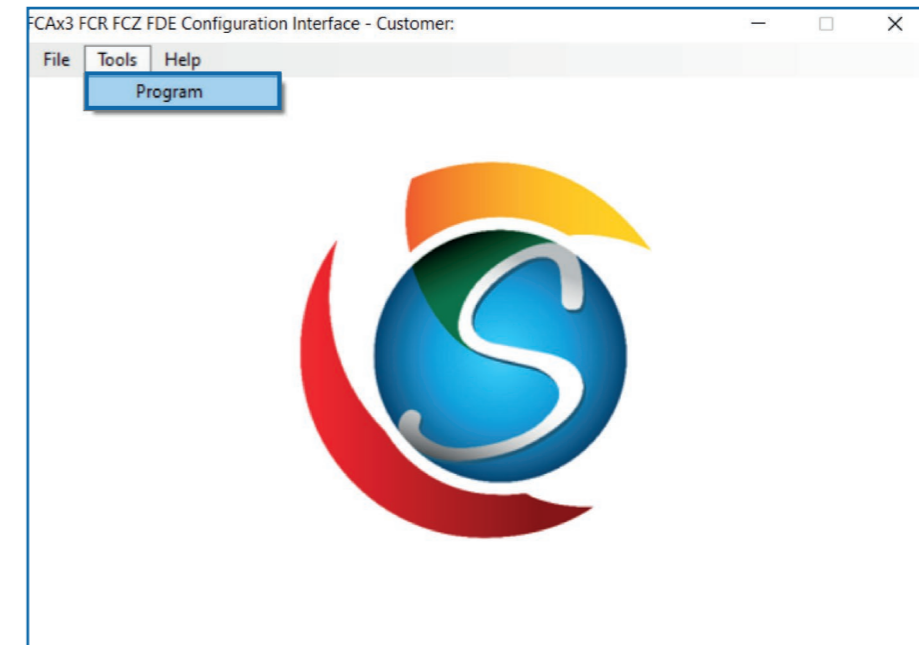 FCAx3 FCR FCZ FDE Configuration Interface - Customer:
File Tools Help
Program
S